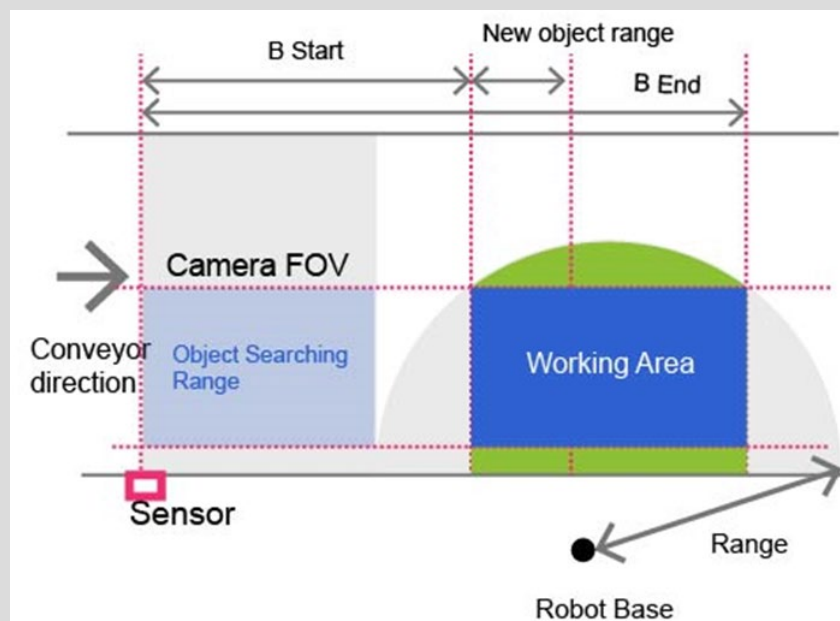 New object range
B Start
B End
Camera FOV
Conveyor
direction
Object Searching
Range
Working Area
Sensor
Range
Robot Base